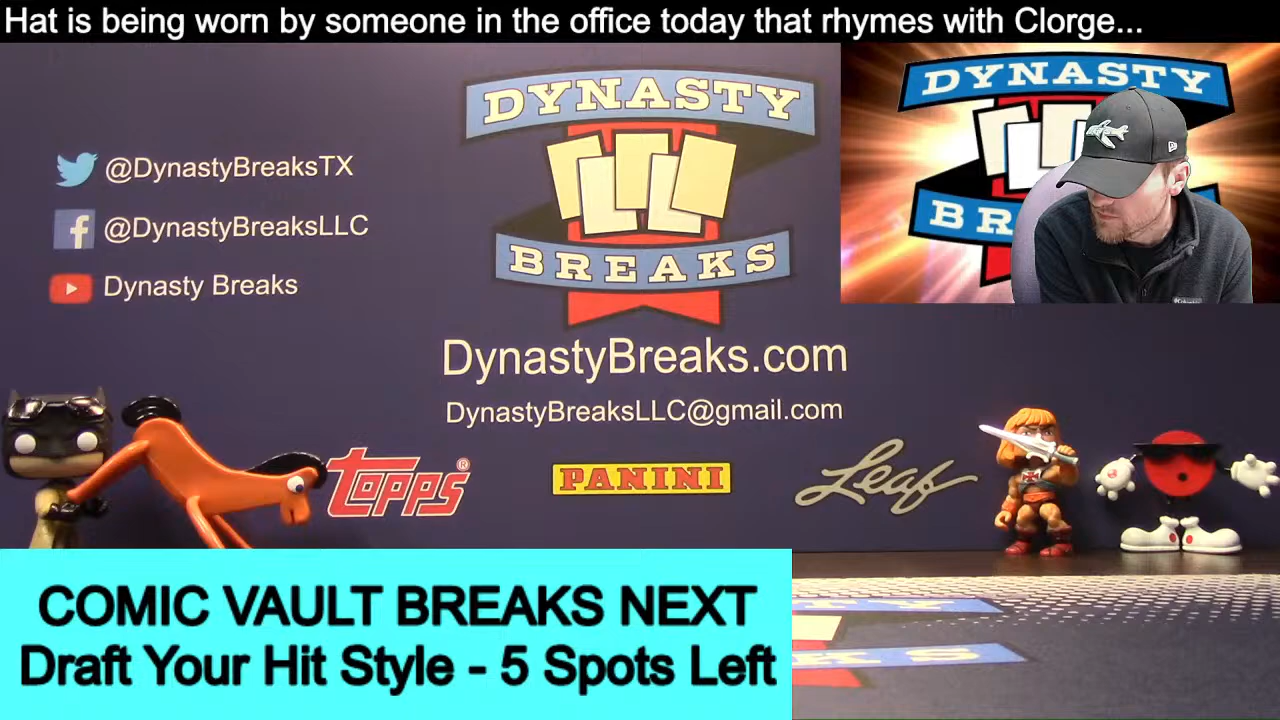 Hat is being worn by someone in the office today that rhymes with Clorge...
@DynastyBreaksTX
@DynastyBreaksLLC
Dynasty Breaks
DYNASTY
BREAKS
DynastyBreaks.com
DynastyBreaksLLC@gmail.com
TOPPS®
PANINI
Leaf
DYNASTY
BR
COMIC VAULT BREAKS NEXT
Draft Your Hit Style - 5 Spots Left